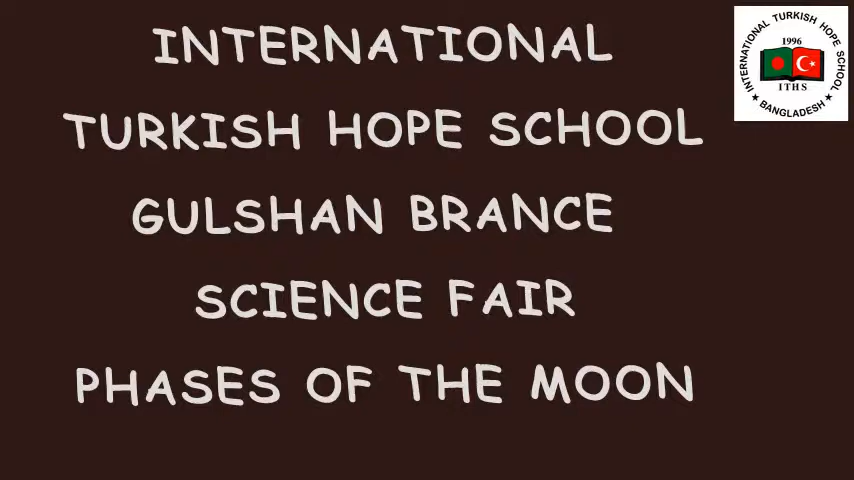 INTERNATIONAL
TURKISH HOPE SCHOOL
GULSHAN BRANCE
SCIENCE FAIR
PHASES OF THE MOON
INTERNATIONAL TURKISH HOPE SCHOOL
1996
ITHS
★ BANGLADESH ★